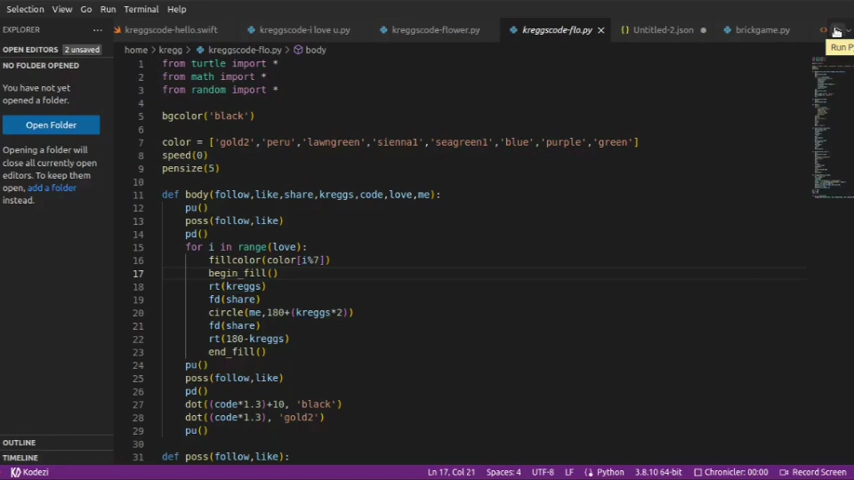 Selection View Go Run Terminal Help
EXPLORER ···
OPEN EDITORS 2 unsaved
NO FOLDER OPENED
You have not yet
opened a folder.
Open Folder
Opening a folder will
close all currently open
editors. To keep them
open, add a folder
instead.
OUTLINE
TIMELINE
kreggscode-hello.swift kreggscode-i love u.py kreggscode-flower.py kreggscode-flo.py Untitled-2.json brickgame.py
Run P
home > kregg > kreggscode-flo.py > body
1 from turtle import *
2 from math import *
3 from random import *
4
5 bgcolor('black')
6
7 color = ['gold2','peru','lawngreen','sienna1','seagreen1','blue','purple','green']
8 speed(0)
9 pensize(5)
10
11 def body(follow,like,share,kreggs,code,love,me):
12 pu()
13 poss(follow,like)
14 pd()
15 for i in range(love):
16 fillcolor(color[i%7])
17 begin_fill()
18 rt(kreggs)
19 fd(share)
20 circle(me,180+(kreggs*2))
21 fd(share)
22 rt(180-kreggs)
23 end_fill()
24 pu()
25 poss(follow,like)
26 pd()
27 dot((code*1.3)+10, 'black')
28 dot((code*1.3), 'gold2')
29 pu()
30
31 def poss(follow,like):
Kodezi Ln 17, Col 21 Spaces: 4 UTF-8 LF Python 3.8.10 64-bit Chronicler: 00:00 Record Screen